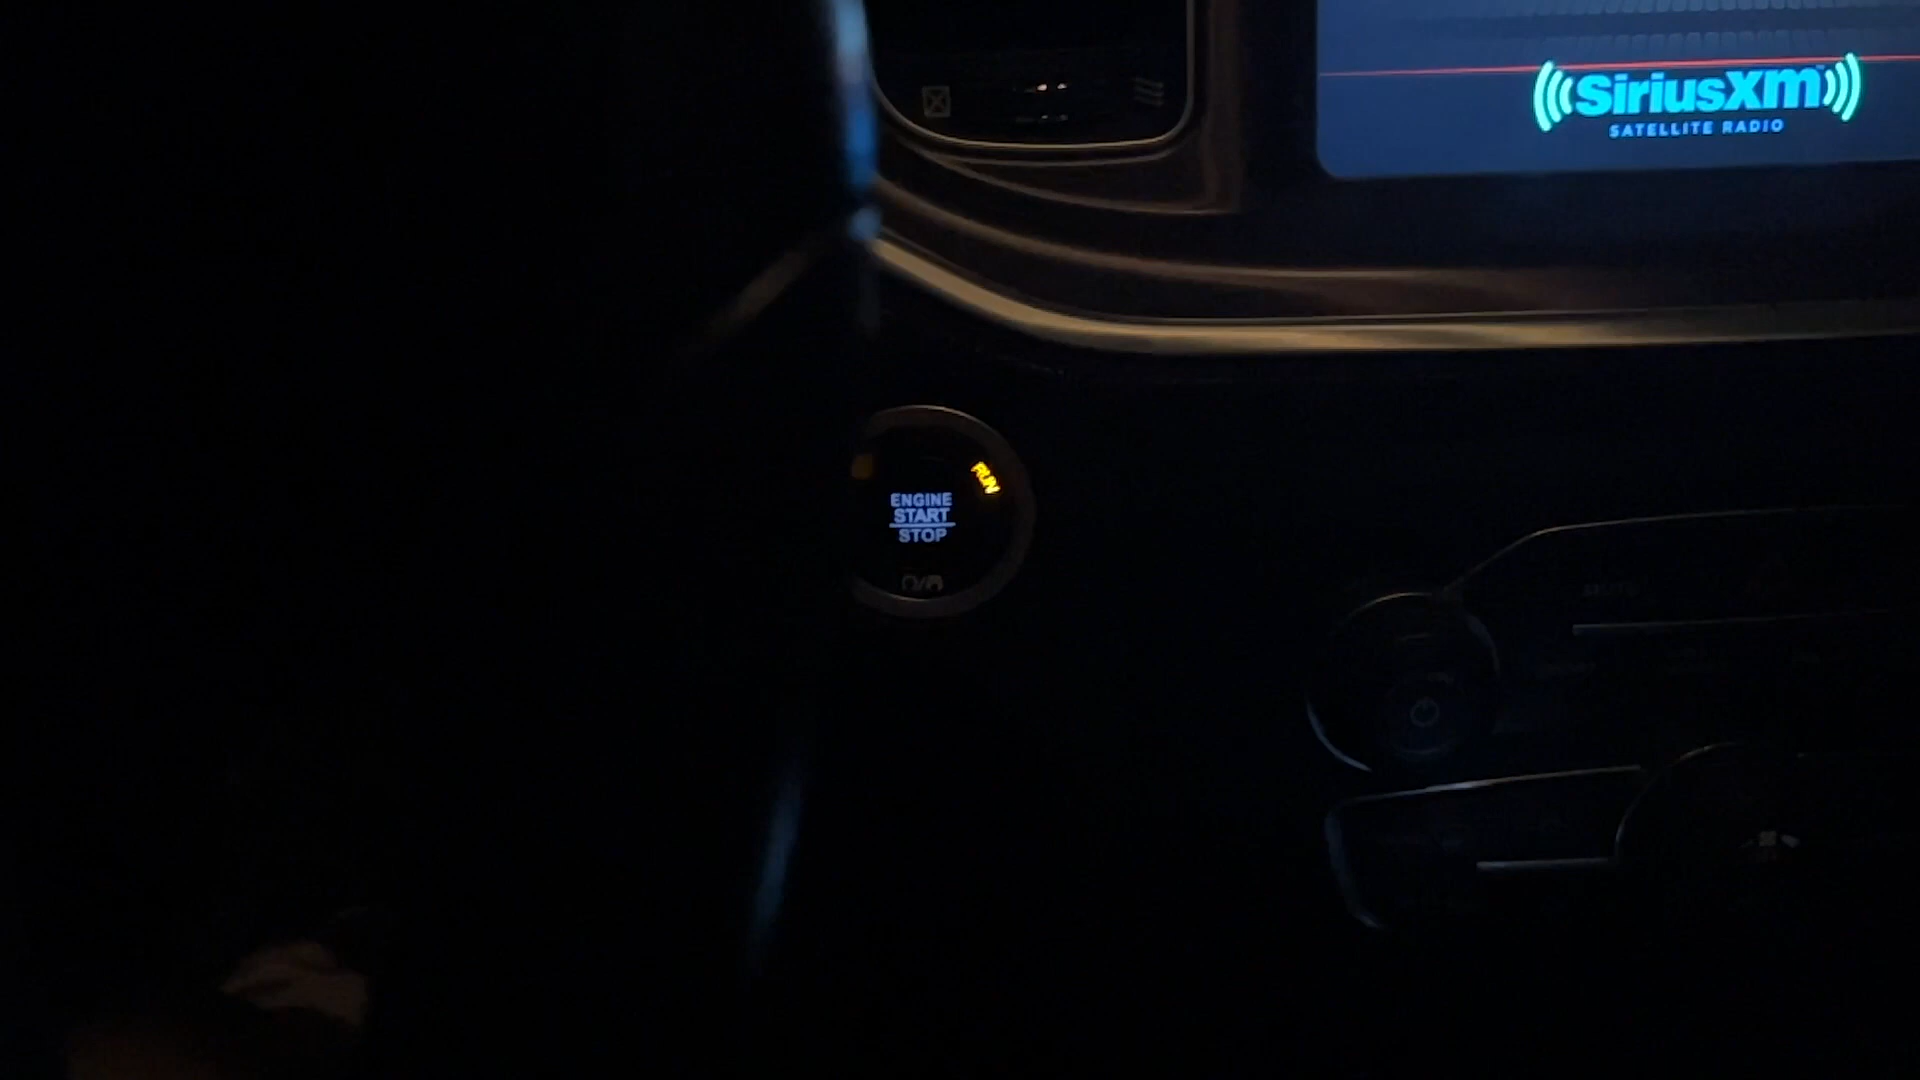 SiriusXm
SATELLITE RADIO
RUN
ENGINE
START
STOP